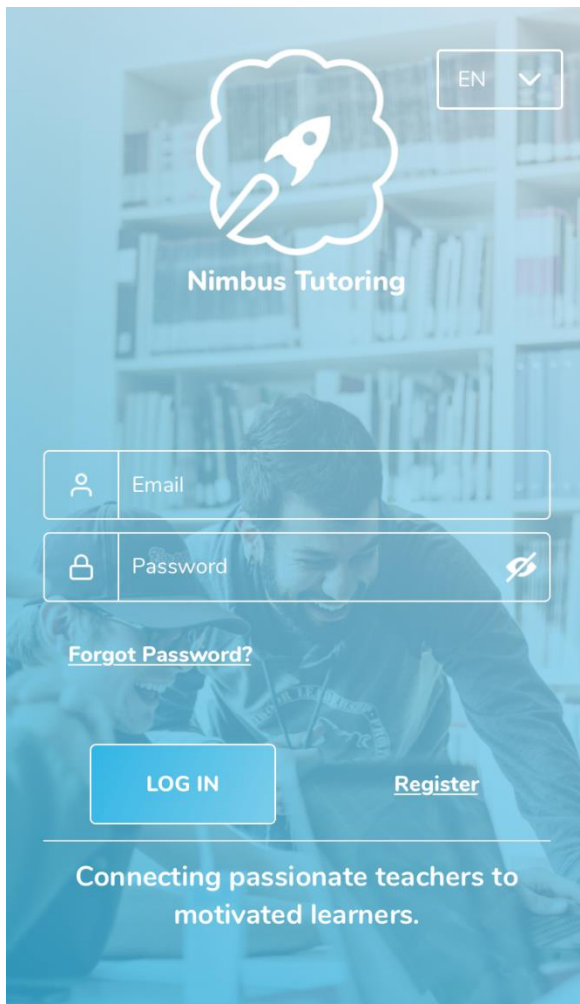 EN
Nimbus Tutoring
Email
Password
Forgot Password?
LOG IN
Register
Connecting passionate teachers to
motivated learners.